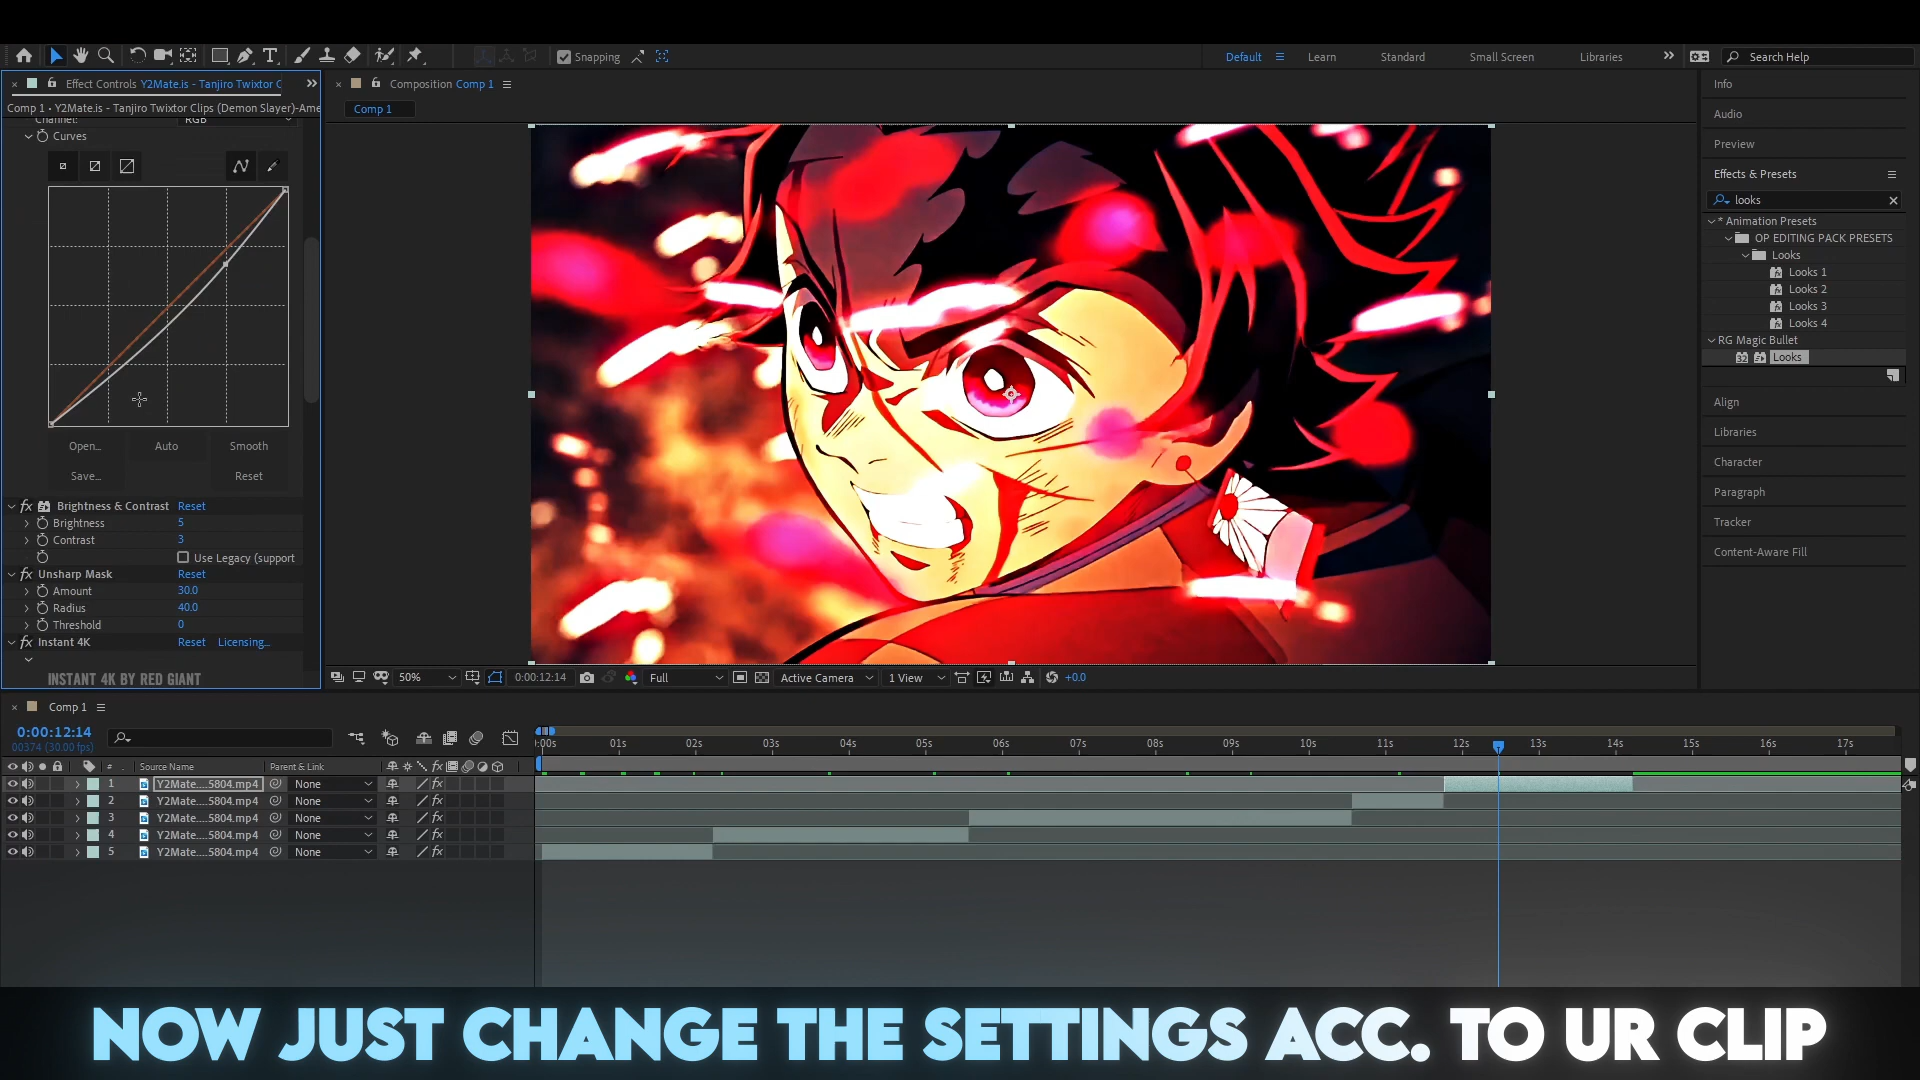 Snapping
Default
Learn
Standard
Small Screen
Libraries
Search Help
Effect Controls Y2Mate.is - Tanjiro Twixtor C
Composition Comp 1
Info
Comp 1 • Y2Mate.is - Tanjiro Twixtor Clips (Demon Slayer)-Ame
Comp 1
Channel:
RGB
Curves
Audio
Preview
Effects & Presets
looks
* Animation Presets
OP EDITING PACK PRESETS
Looks
Looks 1
Looks 2
Looks 3
Looks 4
RG Magic Bullet
Looks
Align
Libraries
Character
Paragraph
Tracker
Content-Aware Fill
Open...
Auto
Smooth
Save...
Reset
Brightness & Contrast Reset
Brightness 5
Contrast 3
Use Legacy (support
Unsharp Mask Reset
Amount 30.0
Radius 40.0
Threshold 0
Instant 4K Reset Licensing...
INSTANT 4K BY RED GIANT
50%
0:00:12:14
Full
Active Camera
1 View
+0.0
Comp 1
0:00:12:14
00374 (30.00 fps)
:00s 01s 02s 03s 04s 05s 06s 07s 08s 09s 10s 11s 12s 13s 14s 15s 16s 17s
# Source Name Parent & Link
1 Y2Mate....5804.mp4 None
2 Y2Mate....5804.mp4 None
3 Y2Mate....5804.mp4 None
4 Y2Mate....5804.mp4 None
5 Y2Mate....5804.mp4 None
NOW JUST CHANGE THE SETTINGS ACC. TO UR CLIP